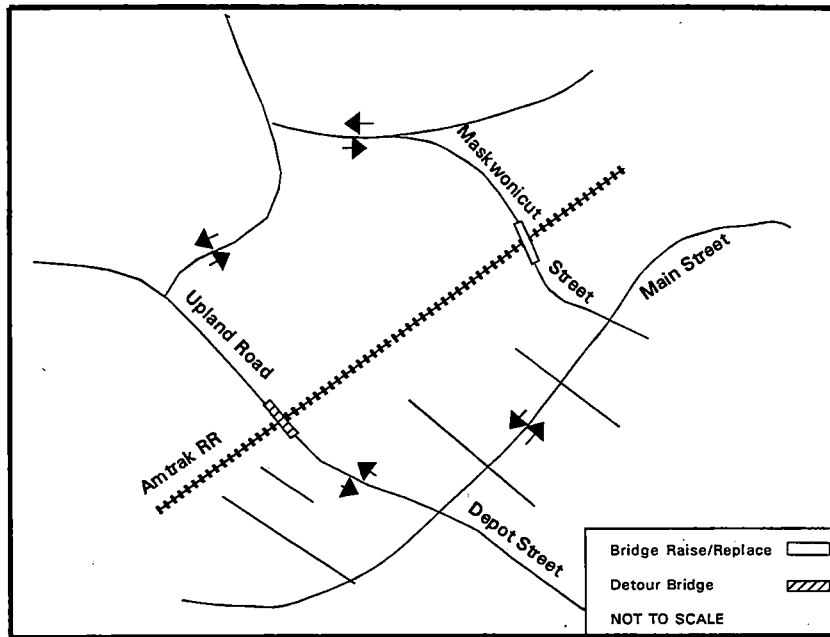 Maskwonicut
Street
Main Street
Upland Road
Amtrak RR
Depot Street
Bridge Raise/Replace
Detour Bridge
NOT TO SCALE